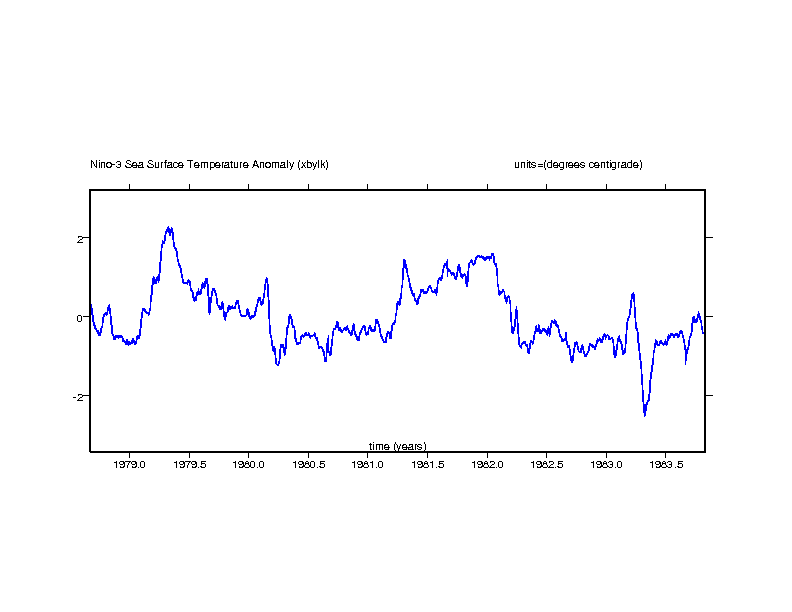 Nino-3 Sea Surface Temperature Anomaly (xbylk) units=(degrees centigrade)
2
0
-2
time (years)
1979.0 1979.5 1980.0 1980.5 1981.0 1981.5 1982.0 1982.5 1983.0 1983.5